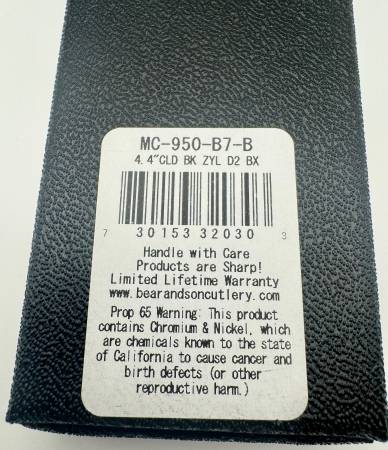 MC-950-B7-B
4.4"CLD BK ZYL D2 BX
7 30153 32030 3
Handle with Care
Products are Sharp!
Limited Lifetime Warranty
www.bearandsoncutlery.com
Prop 65 Warning: This product
contains Chromium & Nickel, which
are chemicals known to the state
of California to cause cancer and
birth defects (or other
reproductive harm.)